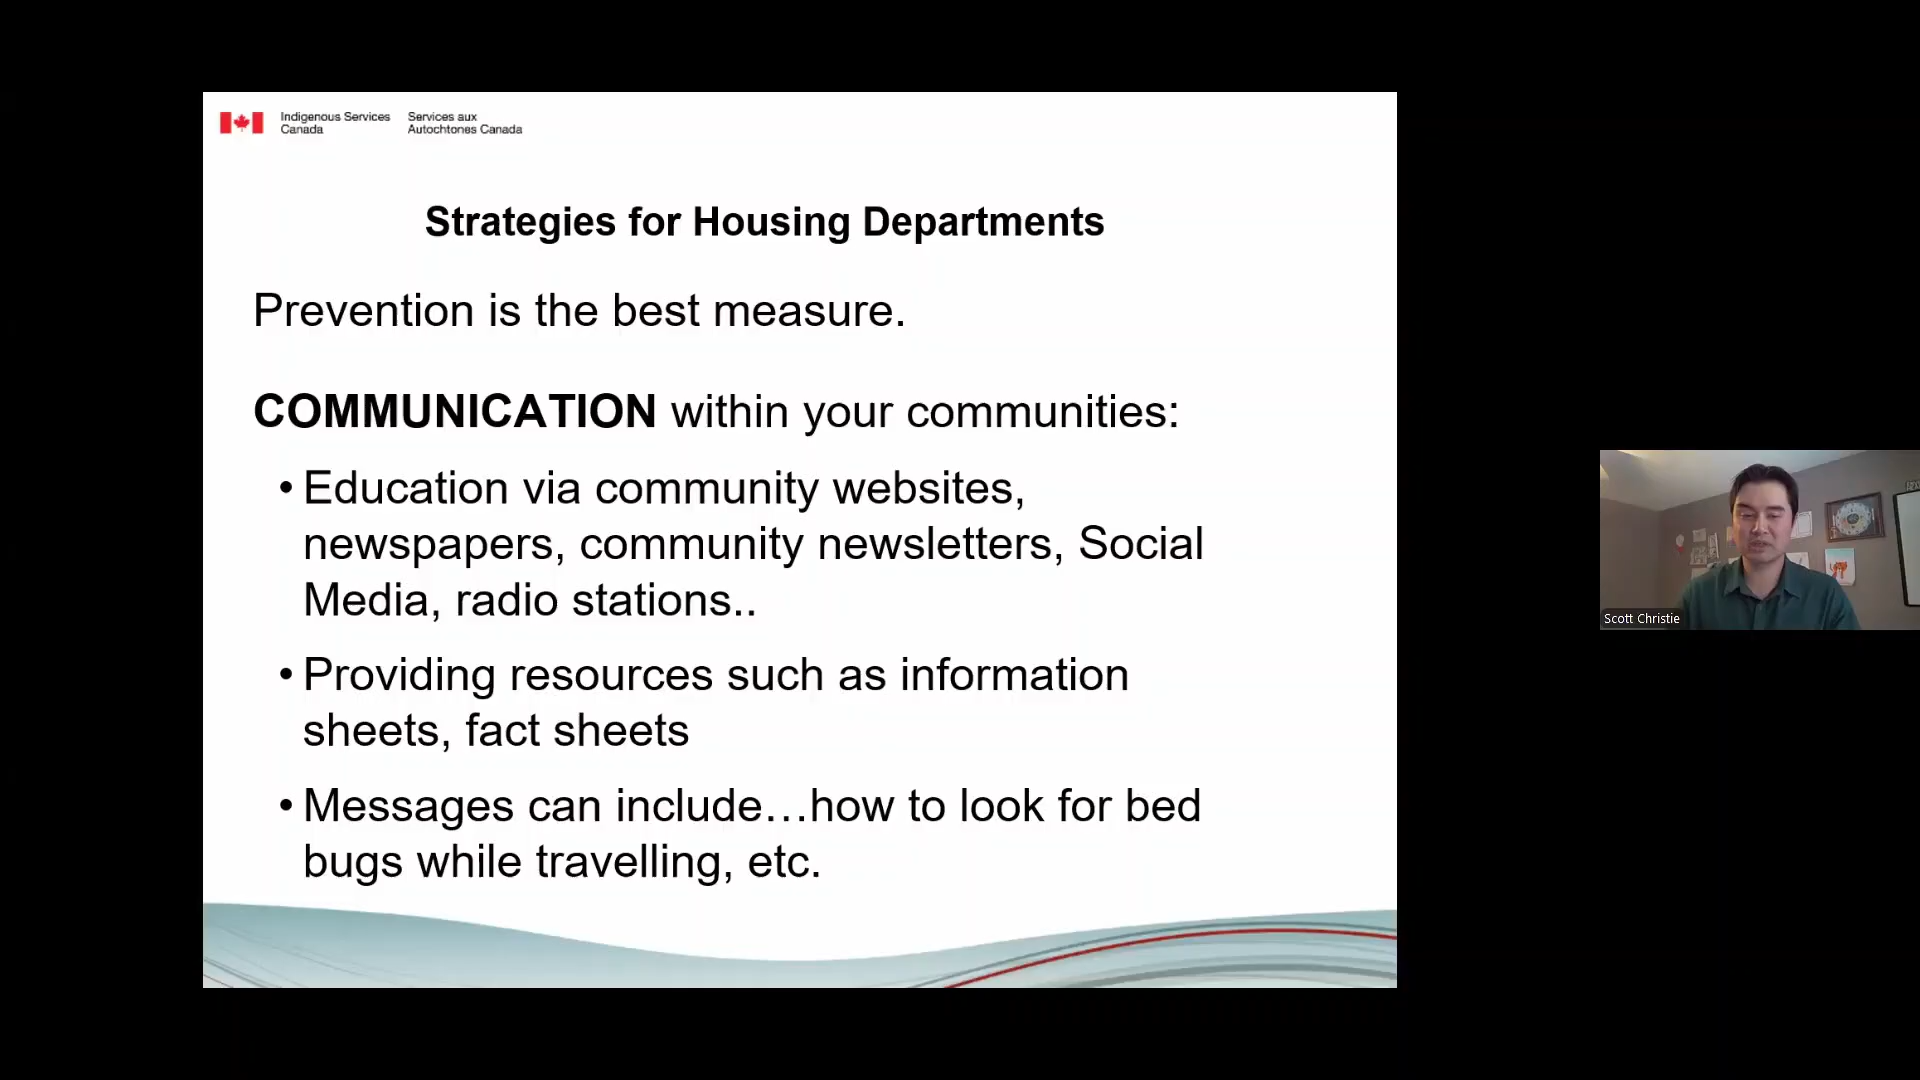 Indigenous Services
Canada
Services aux
Autochtones Canada
Strategies for Housing Departments
Prevention is the best measure.
COMMUNICATION within your communities:
• Education via community websites,
newspapers, community newsletters, Social
Media, radio stations..
• Providing resources such as information
sheets, fact sheets
• Messages can include…how to look for bed
bugs while travelling, etc.
Scott Christie